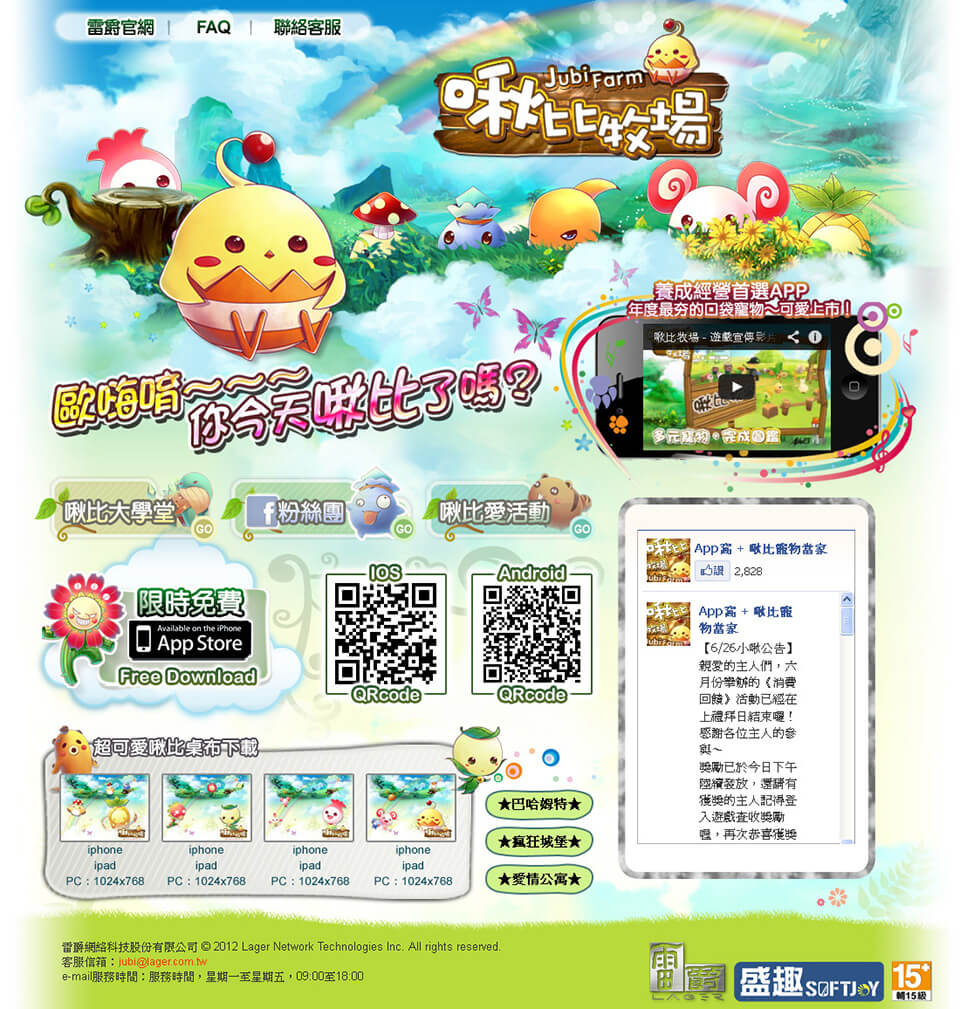 雷爵官網 | FAQ | 聯絡客服
Jubi Farm
啾比牧場
養成經營首選APP
年度最夯的口袋寵物～可愛上市！
啾比牧場 - 遊戲宣傳影片
多元寵物。完成圖鑑
歐嗨唷～～～
你今天啾比了嗎？
啾比大學堂
GO
粉絲團
GO
啾比愛活動
GO
限時免費
Available on the iPhone
App Store
Free Download
IOS
QRcode
Android
QRcode
App窩 + 啾比寵物當家
讚 2,828
App窩 + 啾比寵
物當家
【6/26小啾公告】
親愛的主人們，六
月份舉辦的《消費
回饋》活動已經在
上禮拜日結束囉！
感謝各位主人的參
與～
獎勵已於今日下午
陸續發放，還請有
獲獎的主人記得登
入遊戲查收獎勵
喔，再次恭喜獲獎
超可愛啾比桌布下載
iphone
ipad
PC：1024x768
iphone
ipad
PC：1024x768
iphone
ipad
PC：1024x768
iphone
ipad
PC：1024x768
★巴哈姆特★
★瘋狂城堡★
★愛情公寓★
雷爵網絡科技股份有限公司 © 2012 Lager Network Technologies Inc. All rights reserved.
客服信箱：jubi@lager.com.tw
e-mail服務時間：服務時間，星期一至星期五，09:00至18:00
雷爵
LAGER
盛趣 SOFTJOY
15+
輔15級